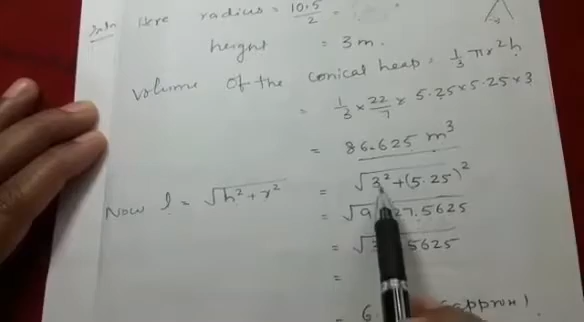 Soln Here radius = 10.5/2 =
height = 3 m.
Volume of the conical heap = 1/3 πr²h
= 1/3 × 22/7 × 5.25 × 5.25 × 3
= 86.625 m³
Now l = √h² + r² = √3² + (5.25)²
= √9 27.5625
= √3 .5625
=
= 6. (approx)